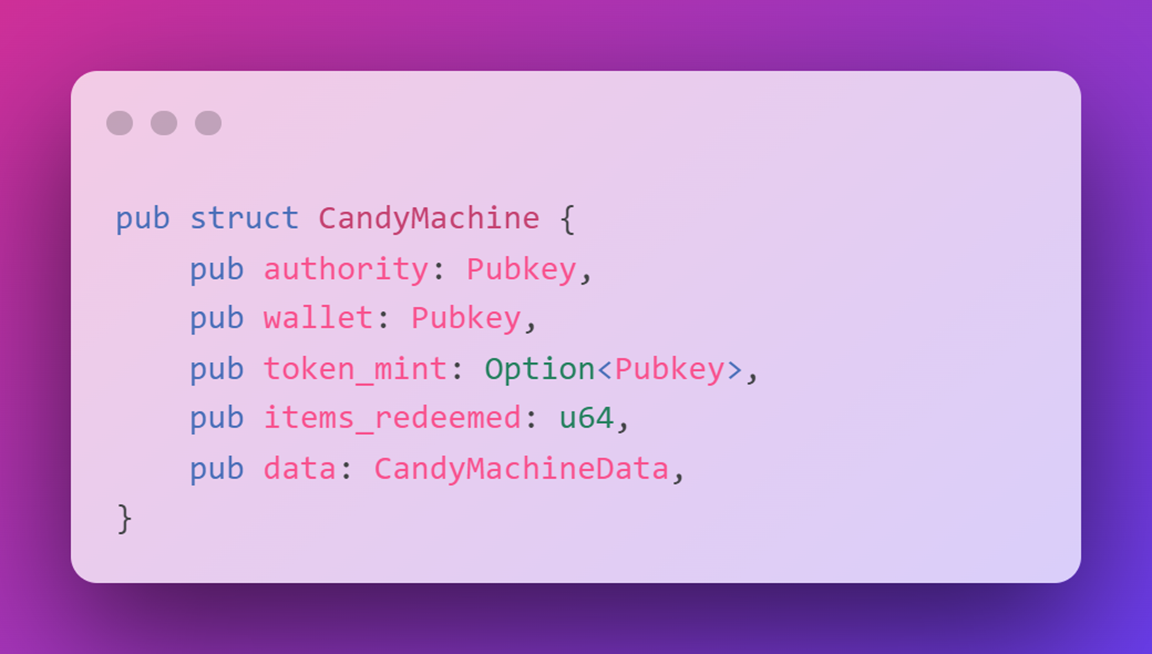 pub struct CandyMachine {
    pub authority: Pubkey,
    pub wallet: Pubkey,
    pub token_mint: Option<Pubkey>,
    pub items_redeemed: u64,
    pub data: CandyMachineData,
}